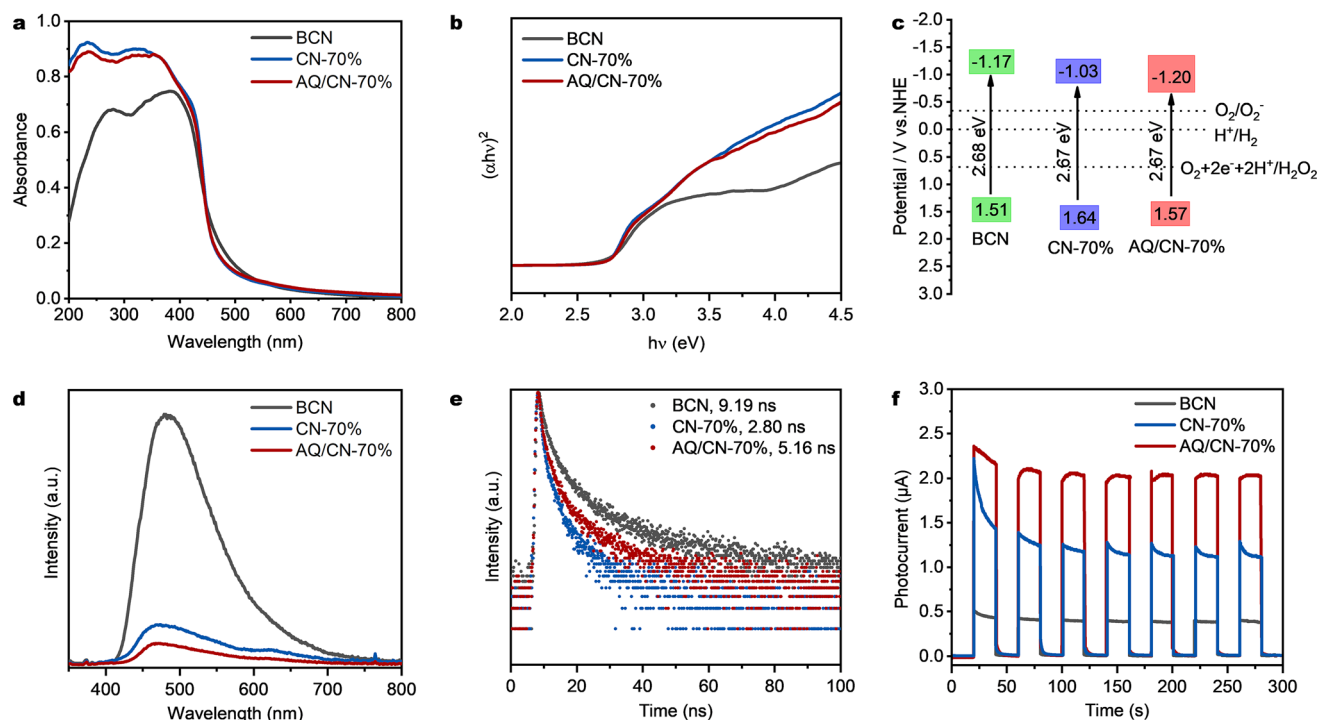 a
BCN
CN-70%
AQ/CN-70%
Absorbance
1.0
0.8
0.6
0.4
0.2
0.0
200 300 400 500 600 700 800
Wavelength (nm)
b
BCN
CN-70%
AQ/CN-70%
(αhν)²
2.0 2.5 3.0 3.5 4.0 4.5
hν (eV)
c
Potential / V vs.NHE
-2.0
-1.5
-1.0
-0.5
0.0
0.5
1.0
1.5
2.0
2.5
3.0
-1.17 -1.03 -1.20
2.68 eV 2.67 eV 2.67 eV
O₂/O₂⁻
H⁺/H₂
O₂+2e⁻+2H⁺/H₂O₂
1.51 1.64 1.57
BCN CN-70% AQ/CN-70%
d
BCN
CN-70%
AQ/CN-70%
Intensity (a.u.)
400 500 600 700 800
Wavelength (nm)
e
BCN, 9.19 ns
CN-70%, 2.80 ns
AQ/CN-70%, 5.16 ns
Intensity (a.u.)
0 20 40 60 80 100
Time (ns)
f
BCN
CN-70%
AQ/CN-70%
Photocurrent (μA)
3.0
2.5
2.0
1.5
1.0
0.5
0.0
0 50 100 150 200 250 300
Time (s)